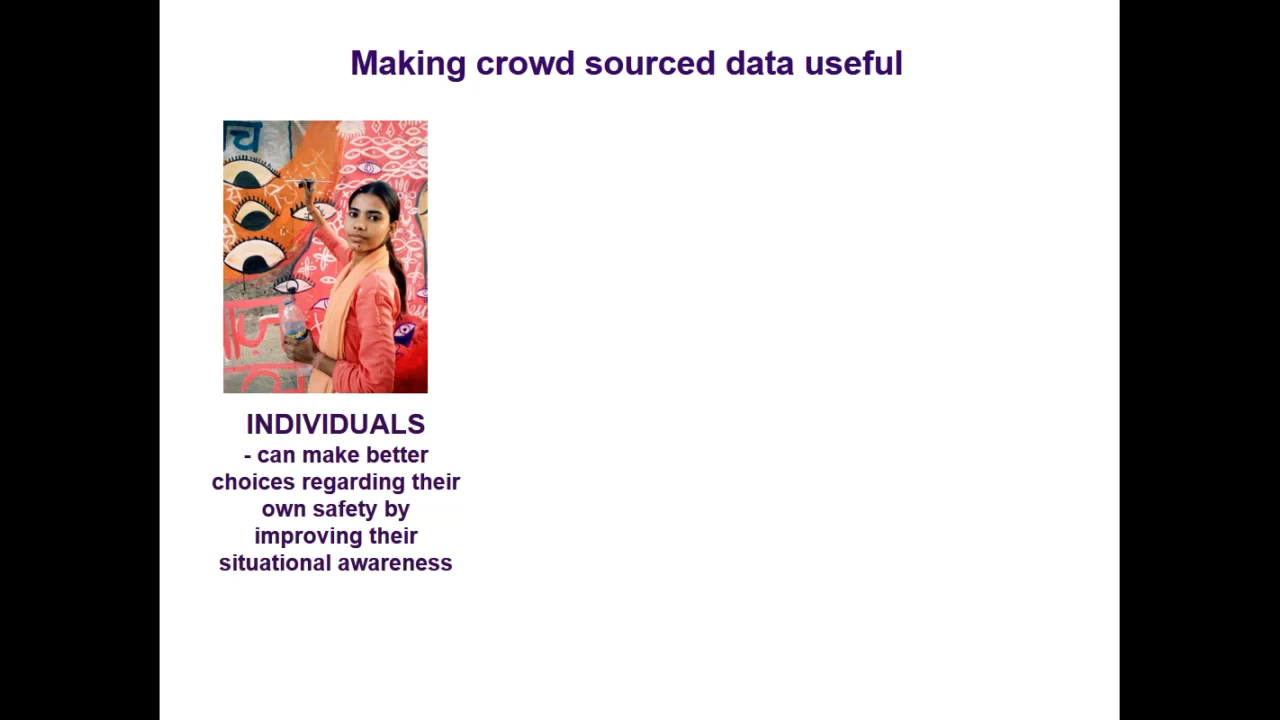 Making crowd sourced data useful
च
INDIVIDUALS
- can make better
choices regarding their
own safety by
improving their
situational awareness